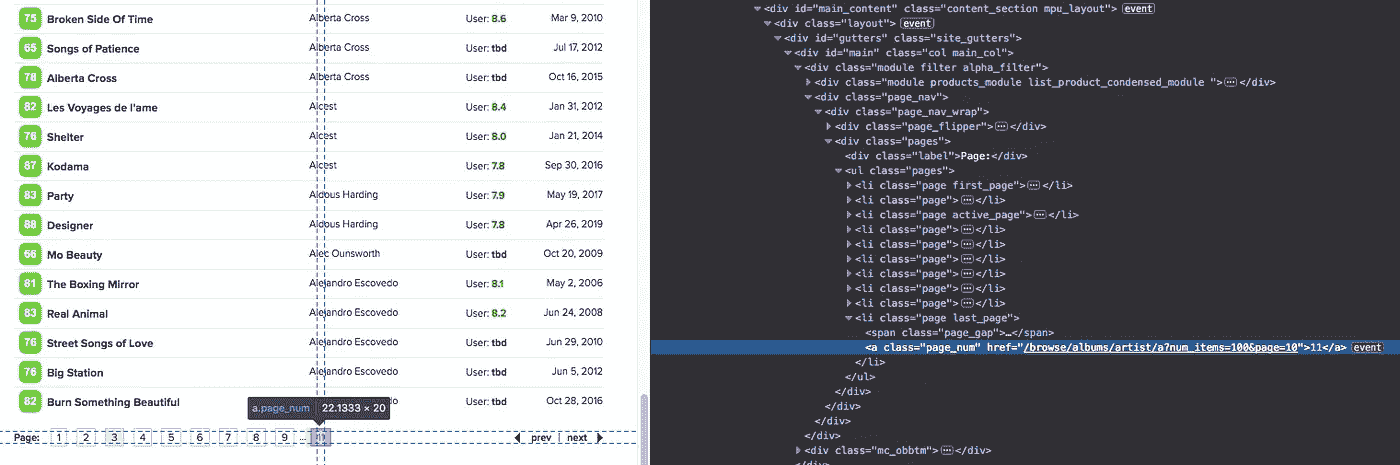 75 Broken Side Of Time Alberta Cross User: 8.6 Mar 9, 2010
65 Songs of Patience Alberta Cross User: tbd Jul 17, 2012
78 Alberta Cross Alberta Cross User: tbd Oct 16, 2015
82 Les Voyages de l'ame Alcest User: 8.4 Jan 31, 2012
76 Shelter Alcest User: 8.0 Jan 21, 2014
87 Kodama Alcest User: 7.8 Sep 30, 2016
83 Party Aldous Harding User: 7.9 May 19, 2017
88 Designer Aldous Harding User: 7.8 Apr 26, 2019
66 Mo Beauty Alec Ounsworth User: tbd Oct 20, 2009
81 The Boxing Mirror Alejandro Escovedo User: 8.1 May 2, 2006
83 Real Animal Alejandro Escovedo User: 8.2 Jun 24, 2008
76 Street Songs of Love Alejandro Escovedo User: tbd Jun 29, 2010
76 Big Station Alejandro Escovedo User: tbd Jun 5, 2012
82 Burn Something Beautiful User: tbd Oct 28, 2016
a.page_num 22.1333 × 20
Page: 1 2 3 4 5 6 7 8 9 ... prev | next
<div id="main_content" class="content_section mpu_layout"> event
<div class="layout"> event
<div id="gutters" class="site_gutters">
<div id="main" class="col main_col">
<div class="module filter alpha_filter">
<div class="module products_module list_product_condensed_module ">…</div>
<div class="page_nav">
<div class="page_nav_wrap">
<div class="page_flipper">…</div>
<div class="pages">
<div class="label">Page:</div>
<ul class="pages">
<li class="page first_page">…</li>
<li class="page">…</li>
<li class="page active_page">…</li>
<li class="page">…</li>
<li class="page">…</li>
<li class="page">…</li>
<li class="page">…</li>
<li class="page">…</li>
<li class="page">…</li>
<li class="page last_page">
<span class="page_gap">…</span>
<a class="page_num" href="/browse/albums/artist/a?num_items=100&page=10">11</a> event
</li>
</ul>
</div>
</div>
</div>
<div class="mc_obbtm">…</div>
</div>